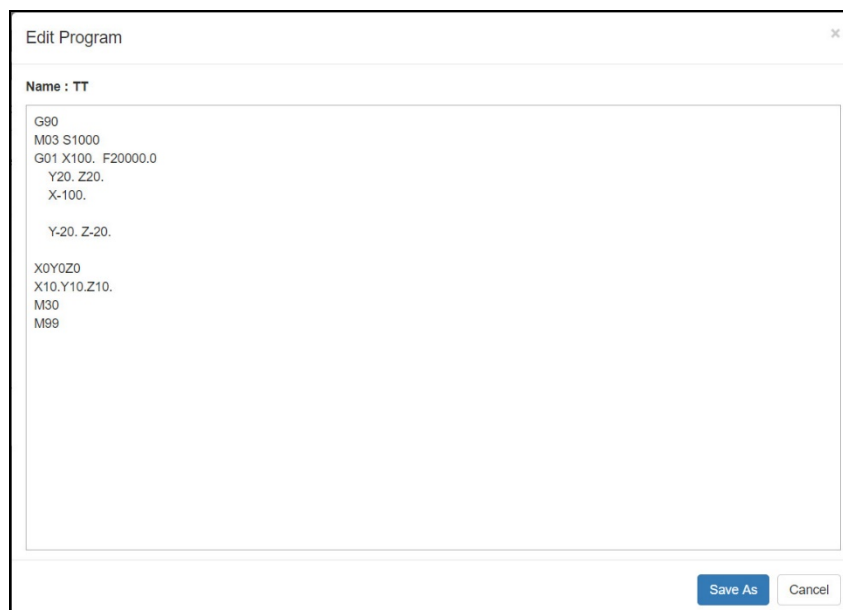 Edit Program
×
Name : TT
G90
M03 S1000
G01 X100.  F20000.0
Y20. Z20.
X-100.
Y-20. Z-20.
X0Y0Z0
X10.Y10.Z10.
M30
M99
Save As
Cancel